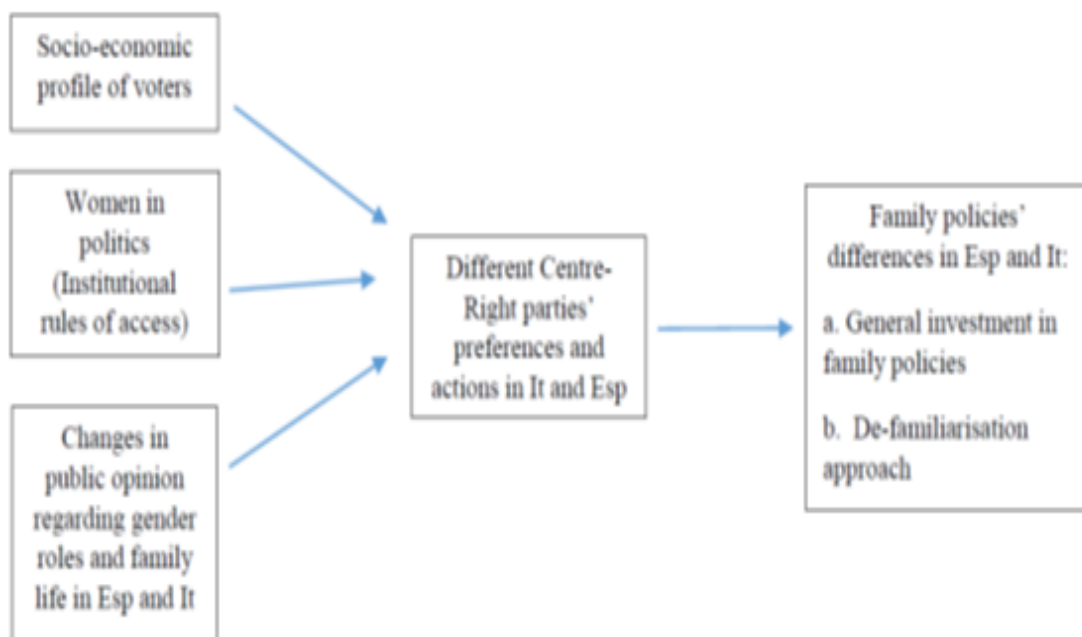 Socio-economic
profile of voters
Women in
politics
(Institutional
rules of access)
Changes in
public opinion
regarding gender
roles and family
life in Esp and It
Different Centre-
Right parties'
preferences and
actions in It and Esp
Family policies'
differences in Esp and It:
a. General investment in
family policies
b. De-familiarisation
approach